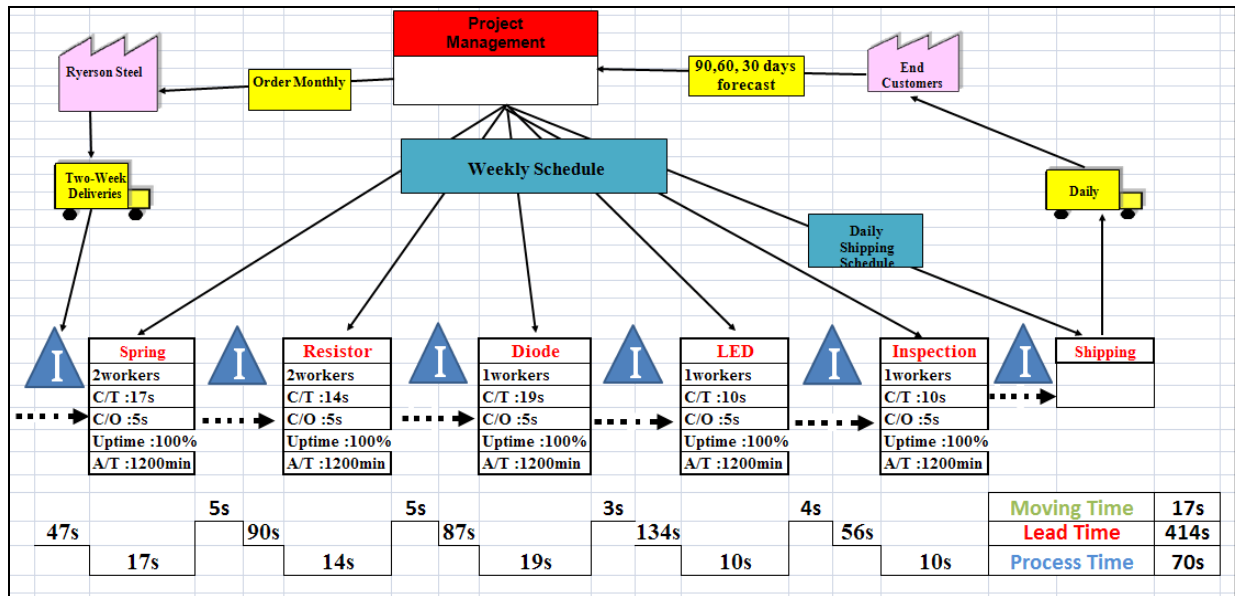 Project
Management
Ryerson Steel
Order Monthly
90,60, 30 days
forecast
End
Customers
Weekly Schedule
Two-Week
Deliveries
Daily
Daily
Shipping
Schedule
I
Spring
2workers
C/T :17s
C/O :5s
Uptime :100%
A/T :1200min
I
Resistor
2workers
C/T :14s
C/O :5s
Uptime :100%
A/T :1200min
I
Diode
1workers
C/T :19s
C/O :5s
Uptime :100%
A/T :1200min
I
LED
1workers
C/T :10s
C/O :5s
Uptime :100%
A/T :1200min
I
Inspection
1workers
C/T :10s
C/O :5s
Uptime :100%
A/T :1200min
I
Shipping
5s 5s 3s 4s Moving Time 17s
47s 90s 87s 134s 56s Lead Time 414s
17s 14s 19s 10s 10s Process Time 70s